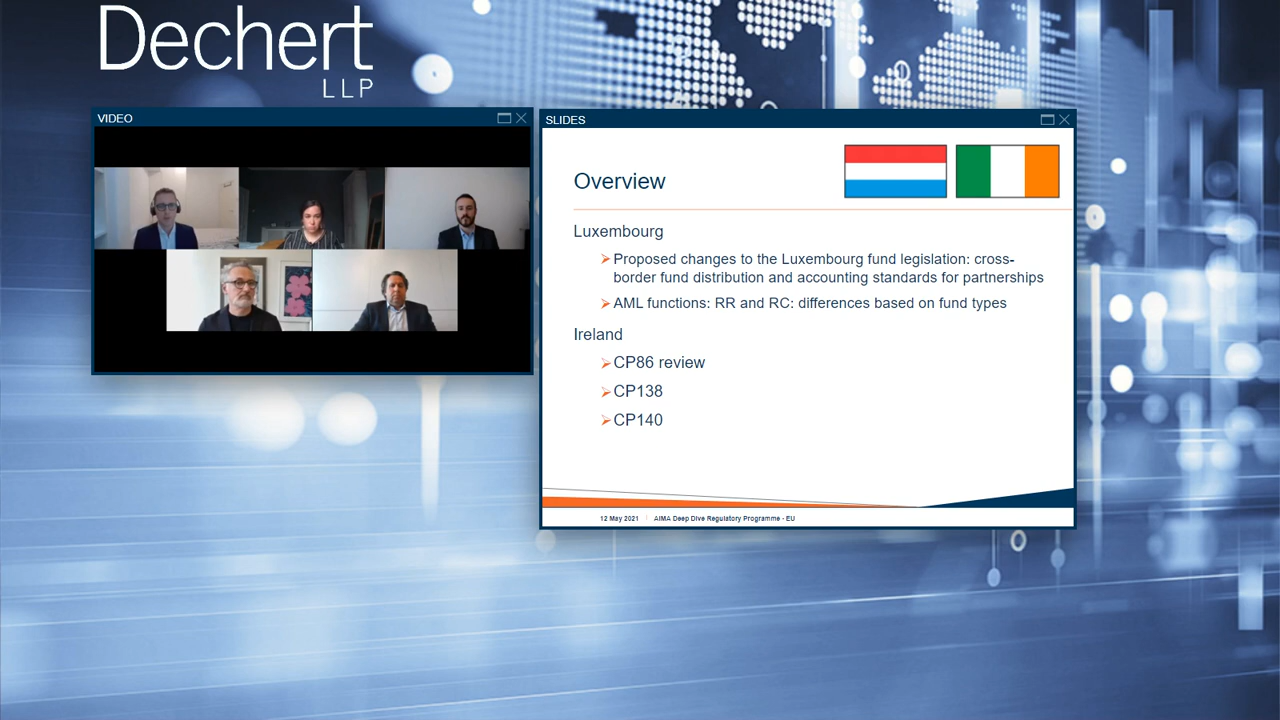 Dechert
LLP
VIDEO
SLIDES
Overview
Luxembourg
Proposed changes to the Luxembourg fund legislation: cross-
border fund distribution and accounting standards for partnerships
AML functions: RR and RC: differences based on fund types
Ireland
CP86 review
CP138
CP140
12 May 2021 | AIMA Deep Dive Regulatory Programme - EU